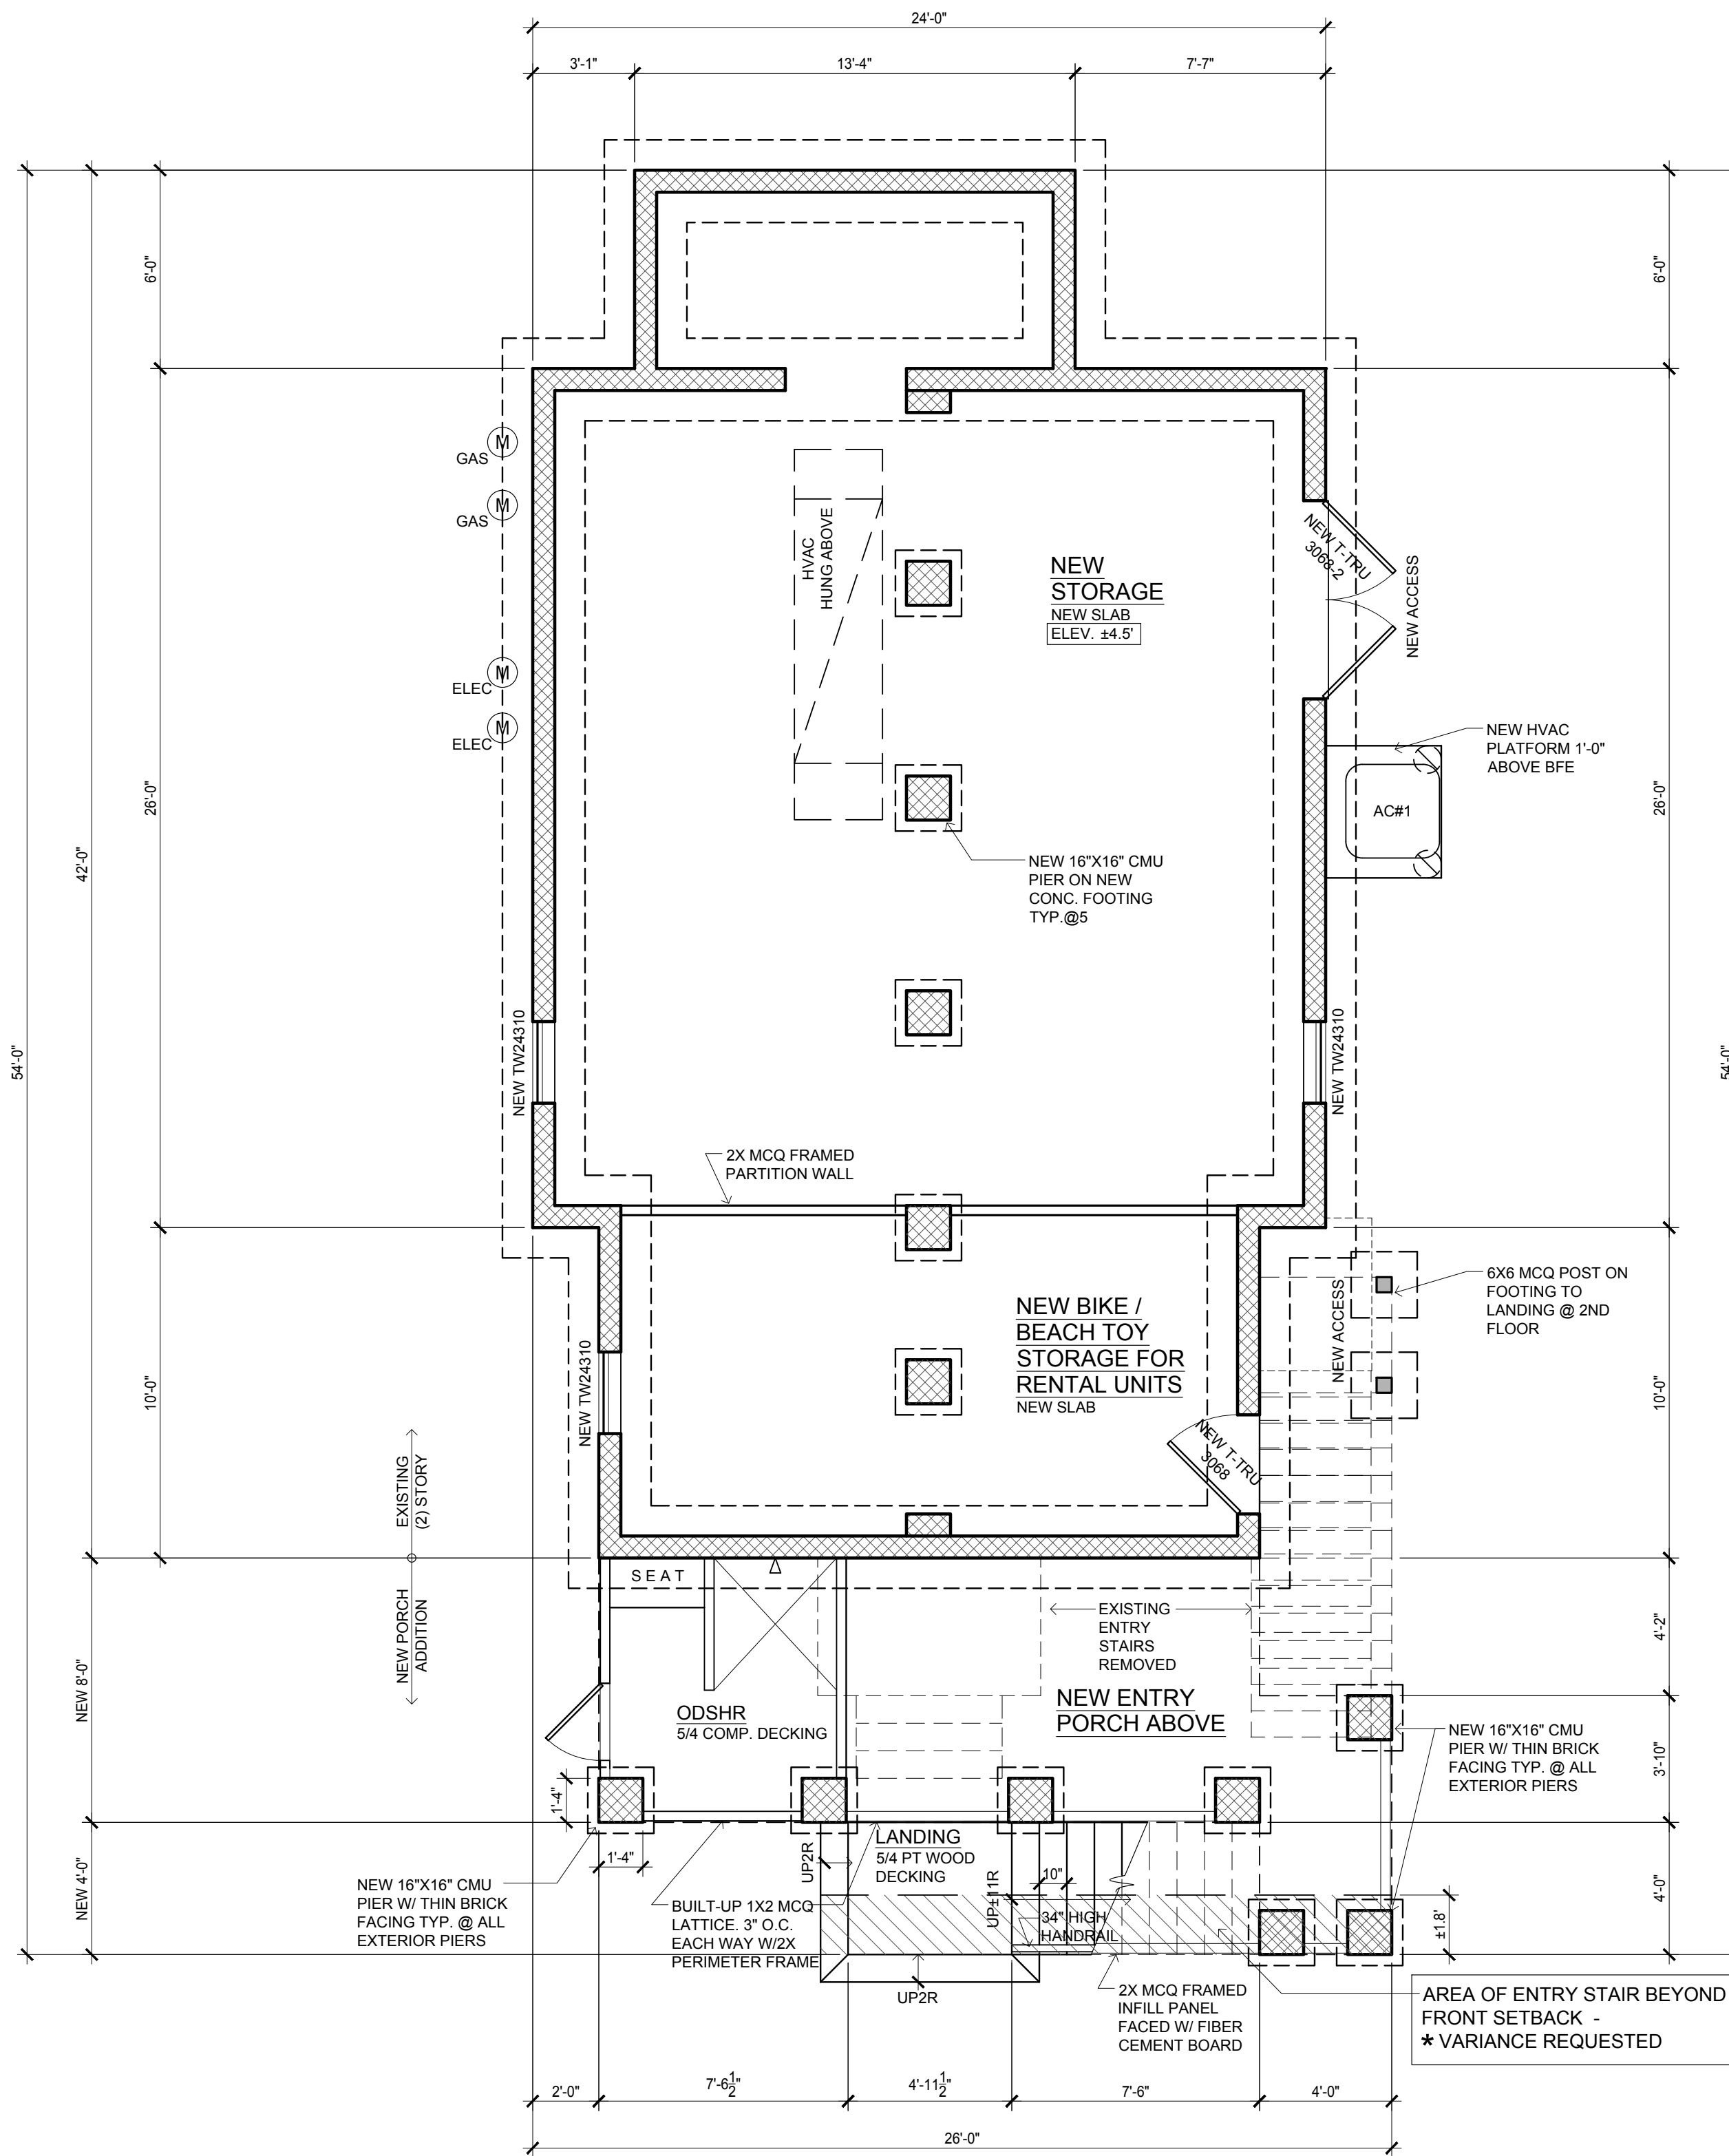 24'-0"
3'-1"
13'-4"
7'-7"
6'-0"
6'-0"
M
GAS
M
GAS
HVAC
HUNG ABOVE
NEW T-TRU
3068-2
NEW ACCESS
NEW
STORAGE
NEW SLAB
ELEV. ±4.5'
M
ELEC
M
ELEC
NEW HVAC
PLATFORM 1'-0"
ABOVE BFE
AC#1
26'-0"
26'-0"
42'-0"
NEW 16"X16" CMU
PIER ON NEW
CONC. FOOTING
TYP.@5
54'-0"
54'-0"
NEW TW24310
NEW TW24310
2X MCQ FRAMED
PARTITION WALL
6X6 MCQ POST ON
FOOTING TO
LANDING @ 2ND
FLOOR
NEW ACCESS
NEW BIKE /
BEACH TOY
STORAGE FOR
RENTAL UNITS
NEW SLAB
NEW TW24310
10'-0"
10'-0"
NEW T-TRU
3068
EXISTING
(2) STORY
NEW PORCH
ADDITION
SEAT
EXISTING
ENTRY
STAIRS
REMOVED
4'-2"
NEW 8'-0"
ODSHR
5/4 COMP. DECKING
NEW ENTRY
PORCH ABOVE
NEW 16"X16" CMU
PIER W/ THIN BRICK
FACING TYP. @ ALL
EXTERIOR PIERS
3'-10"
1'-4"
1'-4"
LANDING
5/4 PT WOOD
DECKING
UP2R
UP±11R
10"
34" HIGH
HANDRAIL
NEW 4'-0"
4'-0"
±1.8'
NEW 16"X16" CMU
PIER W/ THIN BRICK
FACING TYP. @ ALL
EXTERIOR PIERS
BUILT-UP 1X2 MCQ
LATTICE. 3" O.C.
EACH WAY W/2X
PERIMETER FRAME
UP2R
2X MCQ FRAMED
INFILL PANEL
FACED W/ FIBER
CEMENT BOARD
AREA OF ENTRY STAIR BEYOND
FRONT SETBACK -
* VARIANCE REQUESTED
2'-0"
7'-6½"
4'-11½"
7'-6"
4'-0"
26'-0"